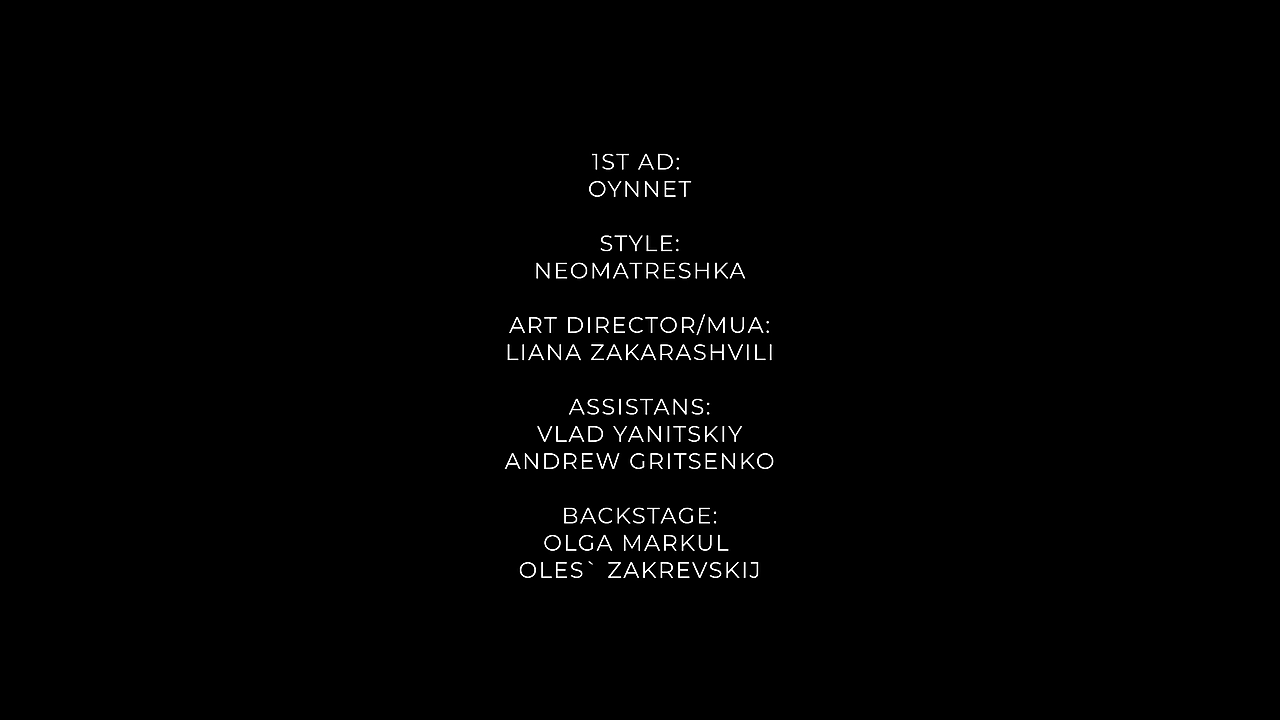 1ST AD:
OYNNET
STYLE:
NEOMATRESHKA
ART DIRECTOR/MUA:
LIANA ZAKARASHVILI
ASSISTANS:
VLAD YANITSKIY
ANDREW GRITSENKO
BACKSTAGE:
OLGA MARKUL
OLES` ZAKREVSKIJ